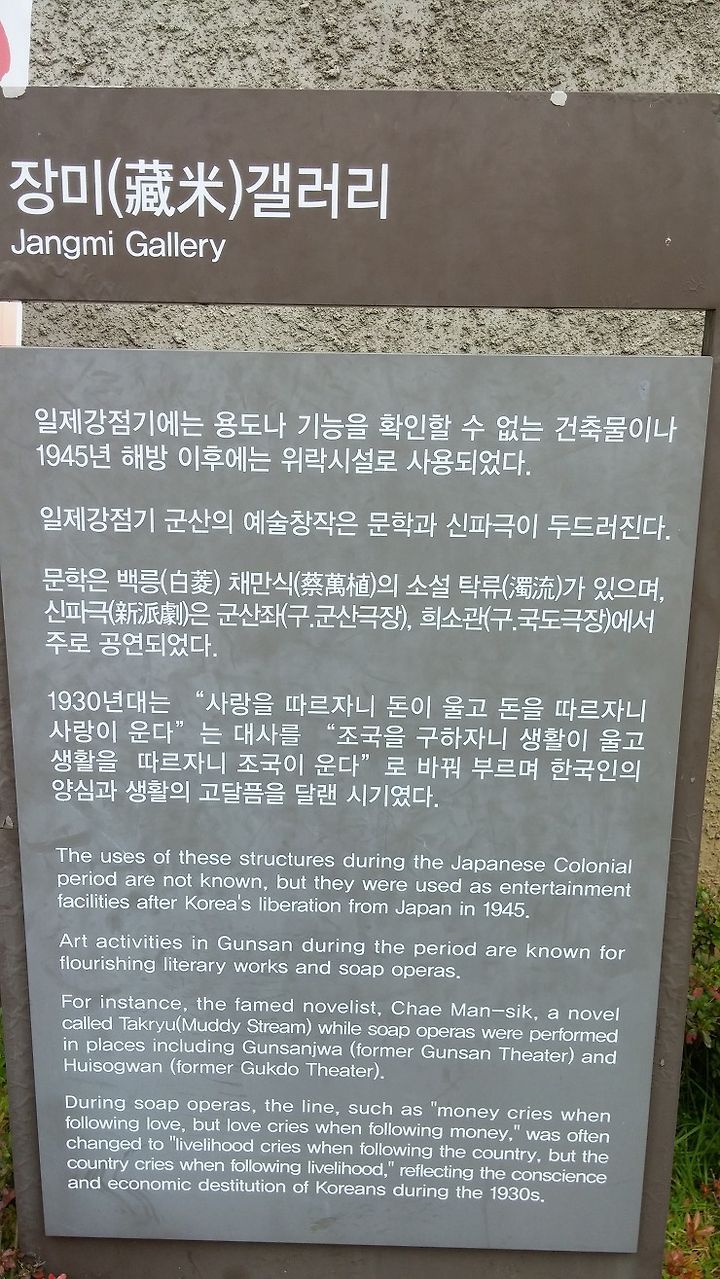 장미(藏米)갤러리
Jangmi Gallery
일제강점기에는 용도나 기능을 확인할 수 없는 건축물이나
1945년 해방 이후에는 위락시설로 사용되었다.
일제강점기 군산의 예술창작은 문학과 신파극이 두드러진다.
문학은 백릉(白菱) 채만식(蔡萬植)의 소설 탁류(濁流)가 있으며,
신파극(新派劇)은 군산좌(구.군산극장), 희소관(구.국도극장)에서
주로 공연되었다.
1930년대는 “사랑을 따르자니 돈이 울고 돈을 따르자니
사랑이 운다” 는 대사를 “조국을 구하자니 생활이 울고
생활을 따르자니 조국이 운다” 로 바꿔 부르며 한국인의
양심과 생활의 고달픔을 달랜 시기였다.
The uses of these structures during the Japanese Colonial
period are not known, but they were used as entertainment
facilities after Korea's liberation from Japan in 1945.
Art activities in Gunsan during the period are known for
flourishing literary works and soap operas.
For instance, the famed novelist, Chae Man-sik, a novel
called Takryu(Muddy Stream) while soap operas were performed
in places including Gunsanjwa (former Gunsan Theater) and
Huisogwan (former Gukdo Theater).
During soap operas, the line, such as "money cries when
following love, but love cries when following money," was often
changed to "livelihood cries when following the country, but the
country cries when following livelihood," reflecting the conscience
and economic destitution of Koreans during the 1930s.